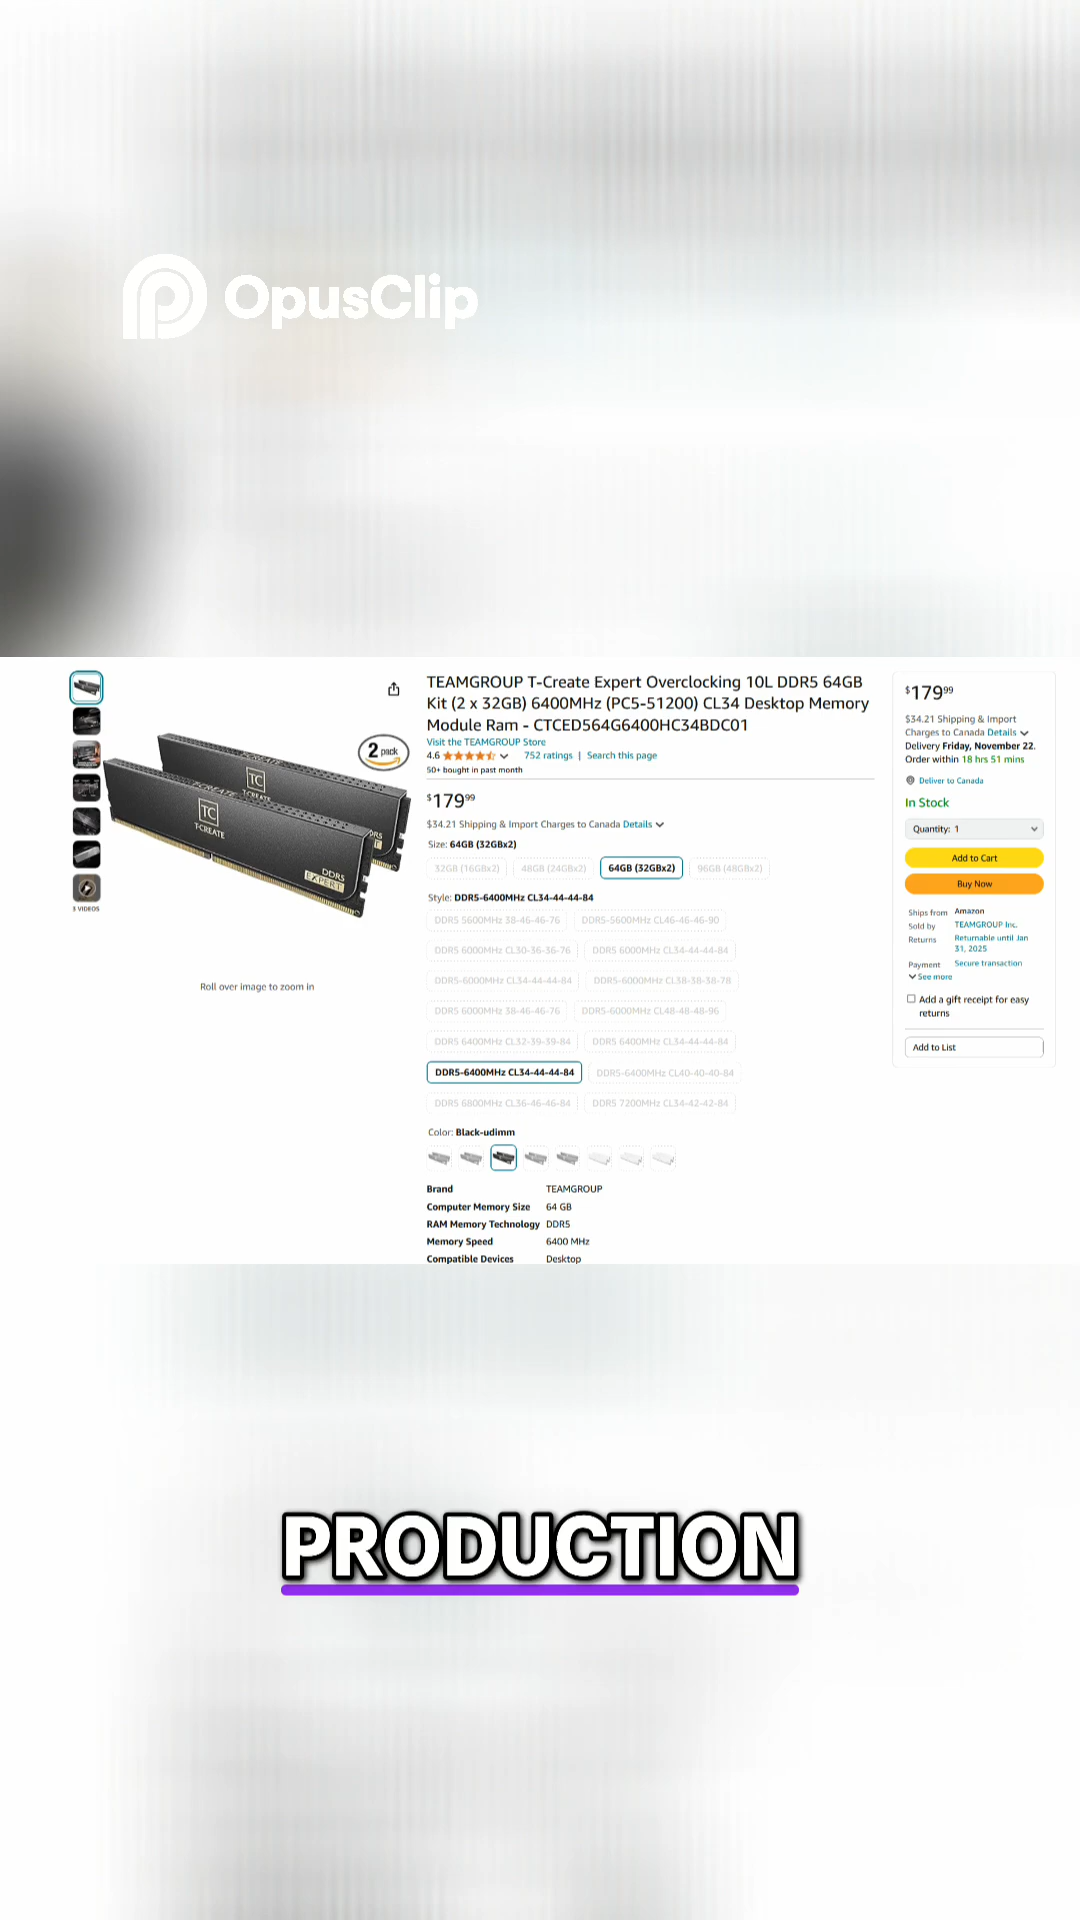 OpusClip
TEAMGROUP T-Create Expert Overclocking 10L DDR5 64GB
Kit (2 x 32GB) 6400MHz (PC5-51200) CL34 Desktop Memory
Module Ram - CTCED564G6400HC34BDC01
Visit the TEAMGROUP Store
4.6 752 ratings | Search this page
50+ bought in past month
$179.99
$34.21 Shipping & Import Charges to Canada Details
Size: 64GB (32GBx2)
32GB (16GBx2) 48GB (24GBx2) 64GB (32GBx2) 96GB (48GBx2)
Style: DDR5-6400MHz CL34-44-44-84
DDR5 5600MHz 38-46-46-76 DDR5-5600MHz CL46-46-46-90
DDR5 6000MHz CL30-36-36-76 DDR5 6000MHz CL34-44-44-84
DDR5-6000MHz CL34-44-44-84 DDR5-6000MHz CL38-38-38-78
DDR5 6000MHz 38-46-46-76 DDR5-6000MHz CL48-48-48-96
DDR5 6400MHz CL32-39-39-84 DDR5 6400MHz CL34-44-44-84
DDR5-6400MHz CL34-44-44-84 DDR5-6400MHz CL40-40-40-84
DDR5 6800MHz CL36-46-46-84 DDR5 7200MHz CL34-42-42-84
Color: Black-udimm
Brand TEAMGROUP
Computer Memory Size 64 GB
RAM Memory Technology DDR5
Memory Speed 6400 MHz
Compatible Devices Desktop
2 pack
TC
T-CREATE
TC
T-CREATE
DDR5
EXPERT
3 VIDEOS
Roll over image to zoom in
$179.99
$34.21 Shipping & Import
Charges to Canada Details
Delivery Friday, November 22.
Order within 18 hrs 51 mins
Deliver to Canada
In Stock
Quantity: 1
Add to Cart
Buy Now
Ships from Amazon
Sold by TEAMGROUP Inc.
Returns Returnable until Jan
31, 2025
Payment Secure transaction
See more
Add a gift receipt for easy
returns
Add to List
PRODUCTION